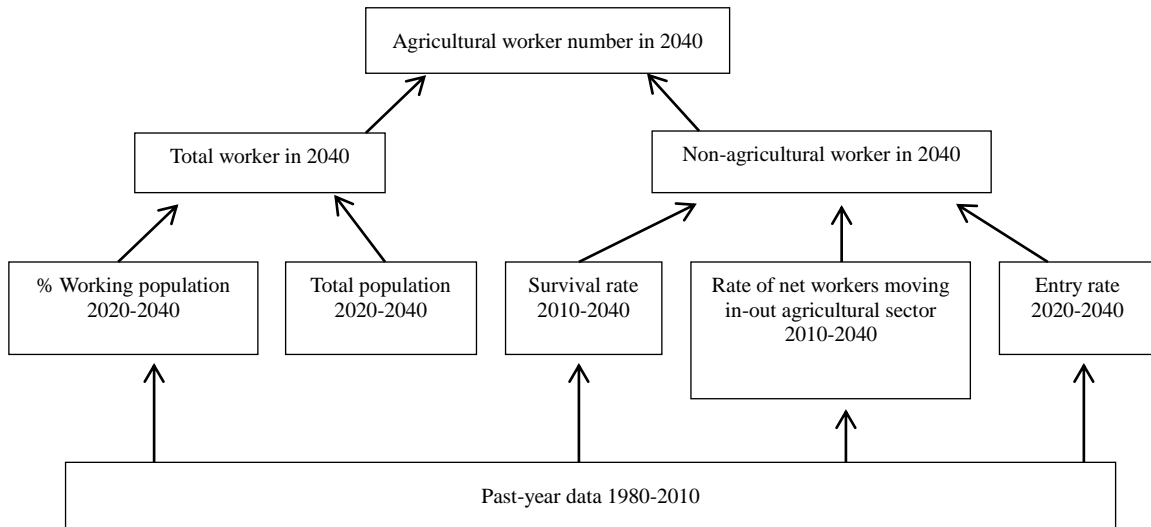 Agricultural worker number in 2040
Total worker in 2040
Non-agricultural worker in 2040
% Working population
2020-2040
Total population
2020-2040
Survival rate
2010-2040
Rate of net workers moving
in-out agricultural sector
2010-2040
Entry rate
2020-2040
Past-year data 1980-2010